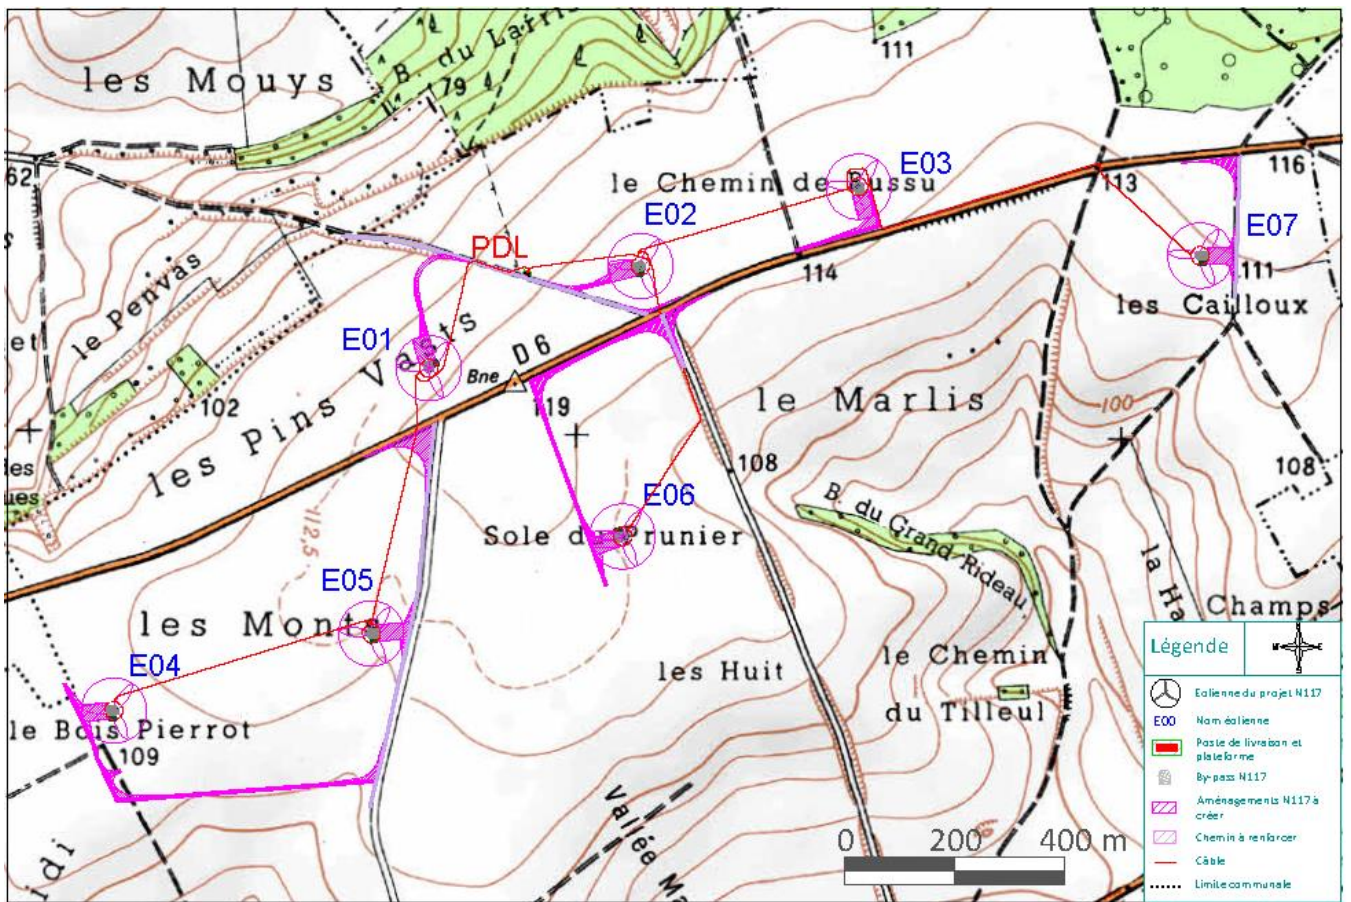 les Mouys
B. du Larris
79
111
62
le Chemin de Bussu
E03
113
116
E02
PDL
E07
114
111
les Cailloux
le Penvas
et
E01
Vasts
D 6
Bne
119
102
les Pins
le Marlis
100
108
108
ues
112,5
E06
Sole du Prunier
B. du Grand Rideau
la Ha
E05
les Mont
Champs
E04
les Huit
le Chemin
du Tilleul
le Bois Pierrot
109
Vallée Ma
idi
0 200 400 m
Légende
Eolienne du projet N117
E00 Nom éolienne
Poste de livraison et
plateforme
By-pass N117
Aménagements N117 à
créer
Chemin à renforcer
Câble
Limite communale